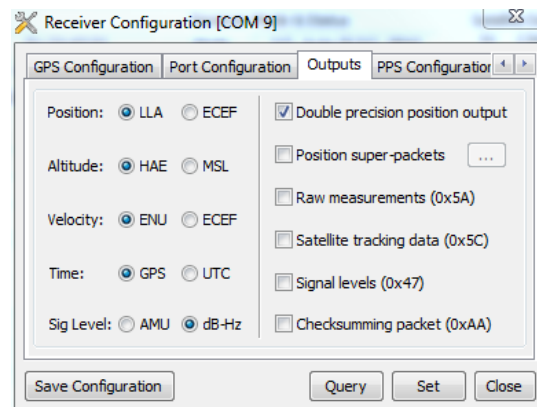 Receiver Configuration [COM 9]
GPS Configuration Port Configuration Outputs PPS Configuration
Position: LLA ECEF
Altitude: HAE MSL
Velocity: ENU ECEF
Time: GPS UTC
Sig Level: AMU dB-Hz
Double precision position output
Position super-packets ...
Raw measurements (0x5A)
Satellite tracking data (0x5C)
Signal levels (0x47)
Checksumming packet (0xAA)
Save Configuration Query Set Close